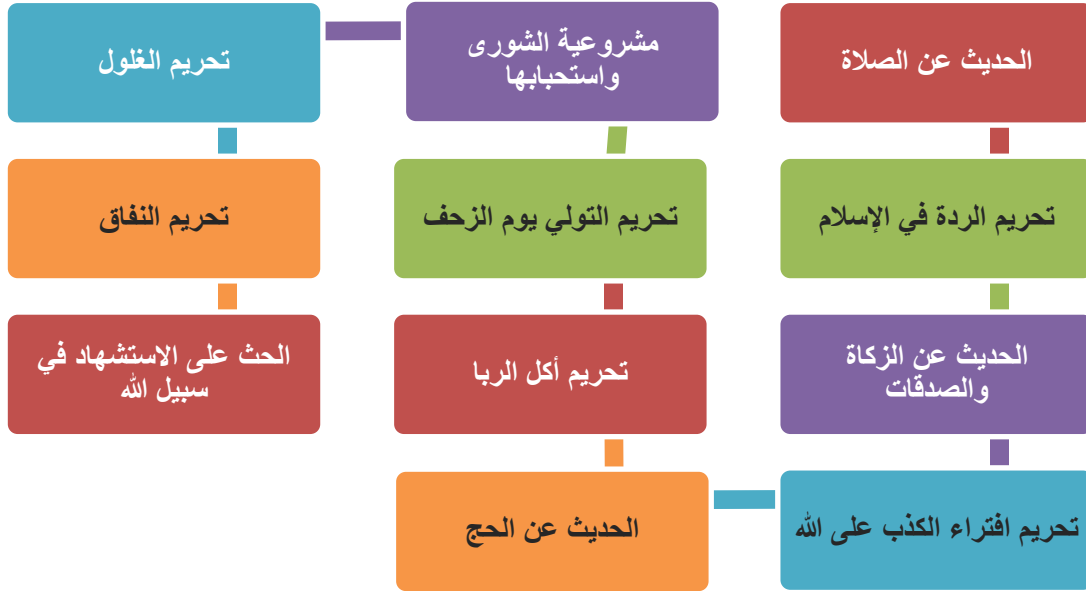 الحديث عن الصلاة
تحريم الردة في الإسلام
الحديث عن الزكاة
والصدقات
تحريم افتراء الكذب على الله
الحديث عن الحج
تحريم أكل الربا
تحريم التولي يوم الزحف
مشروعية الشورى
واستحبابها
تحريم الغلول
تحريم النفاق
الحث على الاستشهاد في
سبيل الله